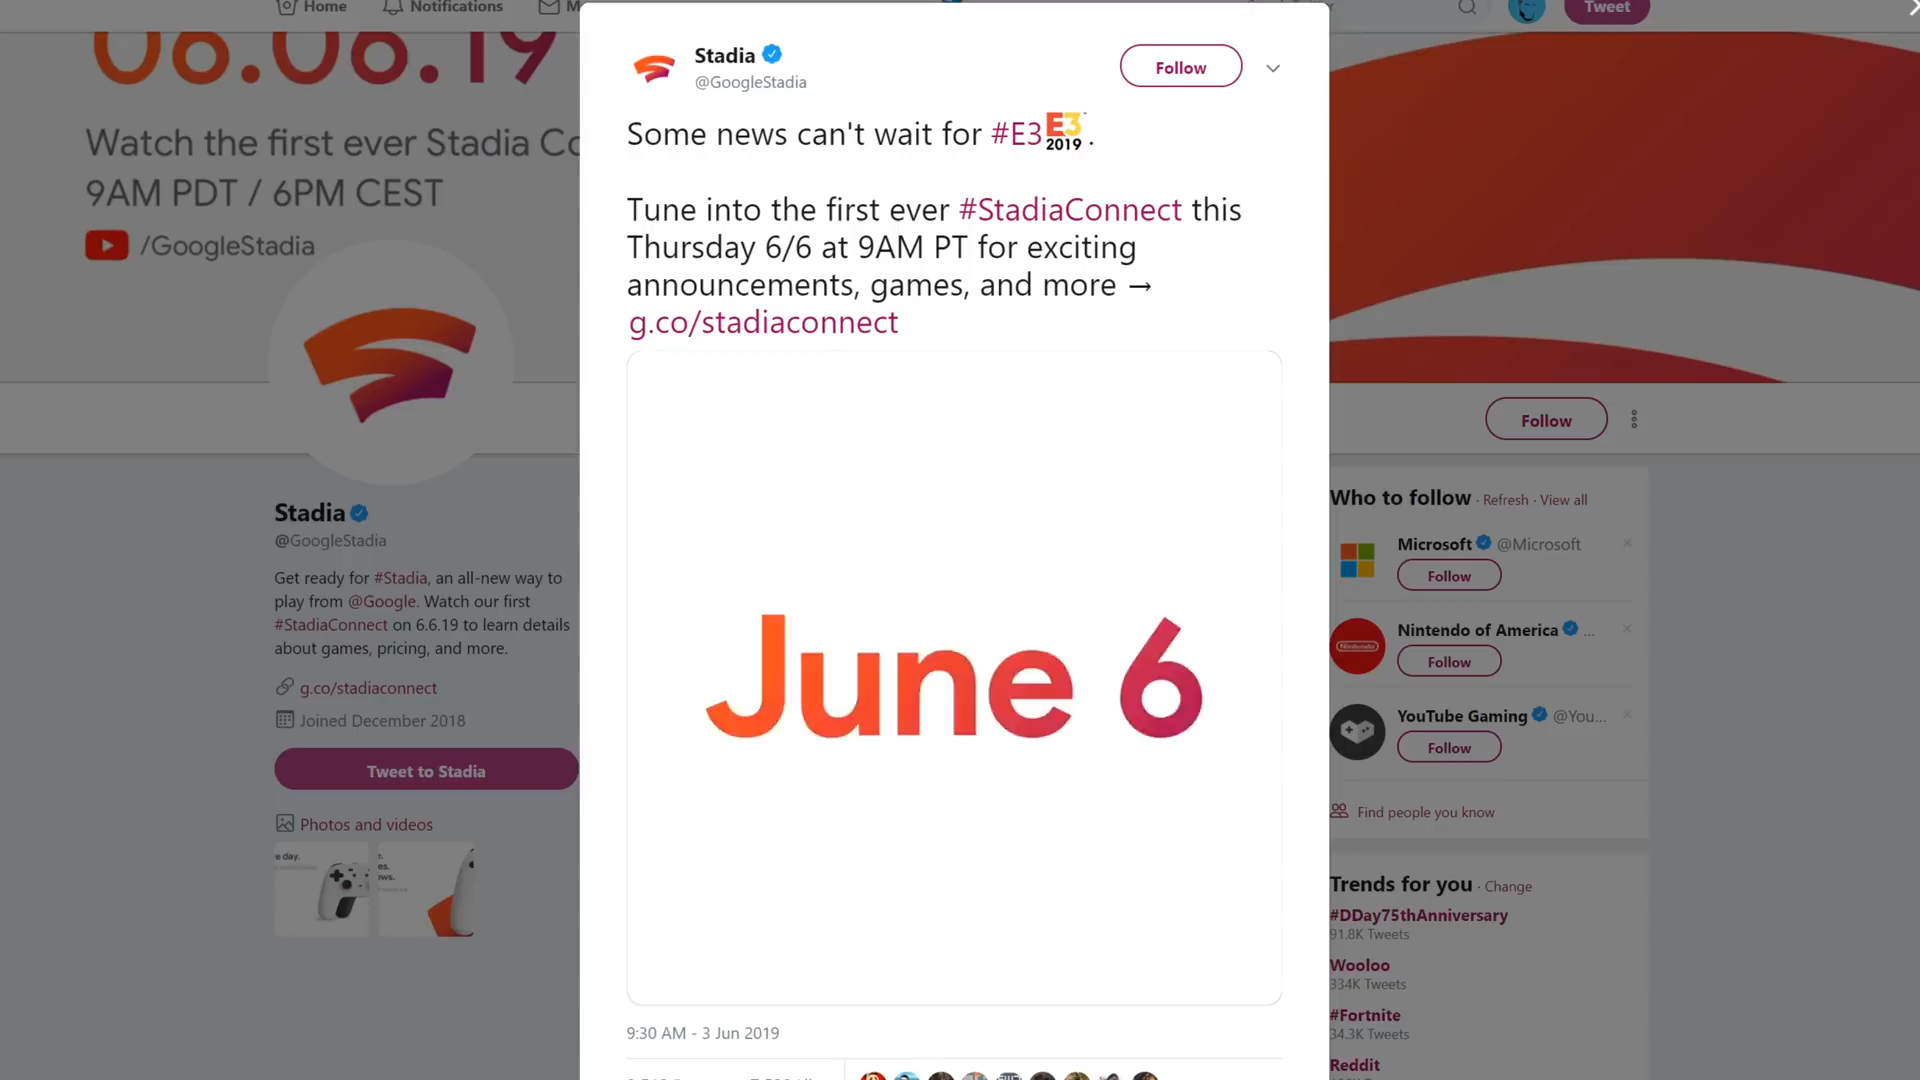 Home
Notifications
Tweet
06.06.19
Watch the first ever Stadia Co
9AM PDT / 6PM CEST
/GoogleStadia
Stadia
@GoogleStadia
Get ready for #Stadia, an all-new way to
play from @Google. Watch our first
#StadiaConnect on 6.6.19 to learn details
about games, pricing, and more.
g.co/stadiaconnect
Joined December 2018
Tweet to Stadia
Photos and videos
e day.
es.
ws.
Stadia
@GoogleStadia
Follow
Some news can't wait for #E3 E3 2019.
Tune into the first ever #StadiaConnect this
Thursday 6/6 at 9AM PT for exciting
announcements, games, and more →
g.co/stadiaconnect
June 6
9:30 AM - 3 Jun 2019
Follow
Who to follow · Refresh · View all
Microsoft @Microsoft
Follow
Nintendo
Nintendo of America ...
Follow
YouTube Gaming @You...
Follow
Find people you know
Trends for you · Change
#DDay75thAnniversary
91.8K Tweets
Wooloo
334K Tweets
#Fortnite
34.3K Tweets
Reddit